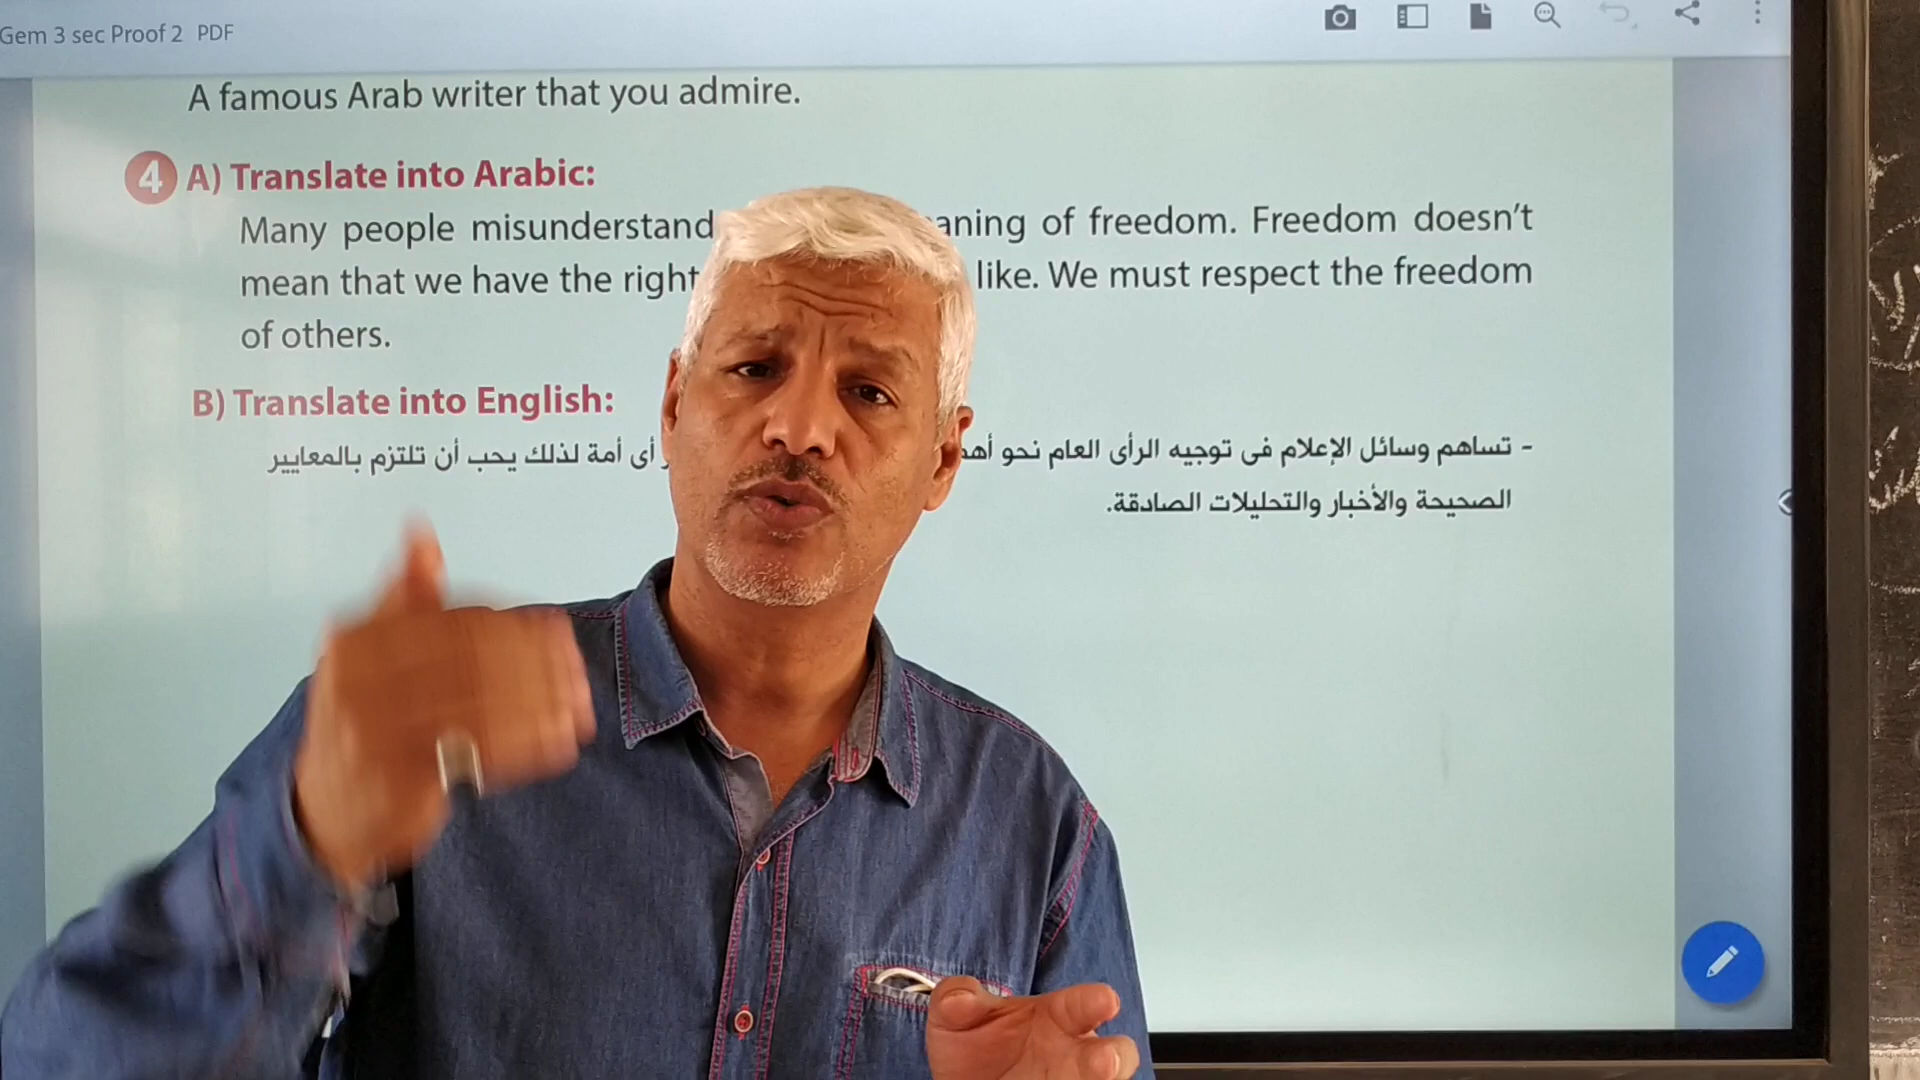 Gem 3 sec Proof 2 PDF
A famous Arab writer that you admire.
4 A) Translate into Arabic:
Many people misunderstand aning of freedom. Freedom doesn't
mean that we have the right like. We must respect the freedom
of others.
B) Translate into English:
- تساهم وسائل الإعلام فى توجيه الرأى العام نحو أى أمة لذلك يحب أن تلتزم بالمعايير
الصحيحة والأخبار والتحليلات الصادقة.